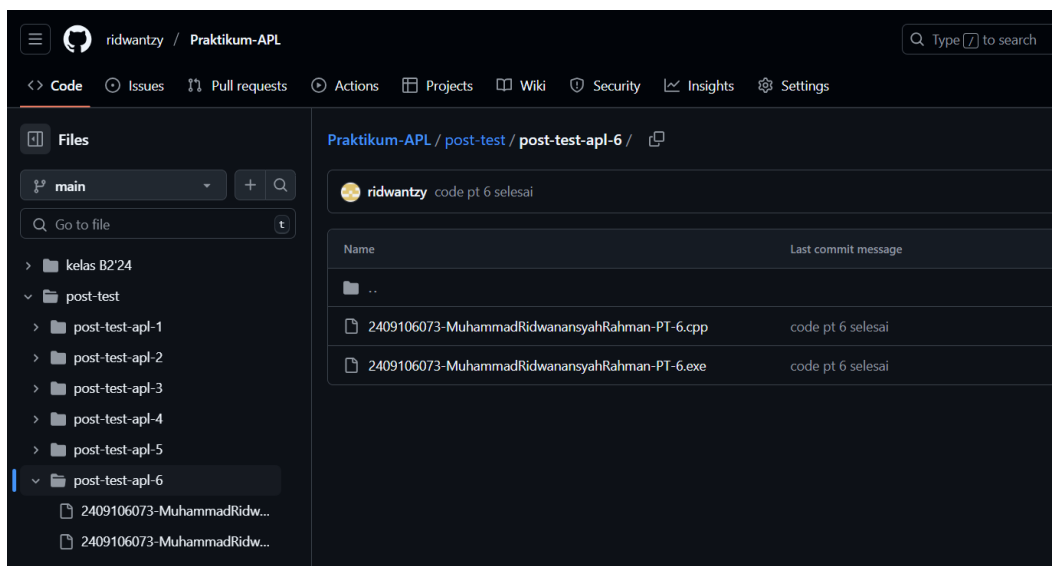 ridwantzy / Praktikum-APL
Type / to search
<> Code Issues Pull requests Actions Projects Wiki Security Insights Settings
Files
main
Go to file t
kelas B2'24
post-test
post-test-apl-1
post-test-apl-2
post-test-apl-3
post-test-apl-4
post-test-apl-5
post-test-apl-6
2409106073-MuhammadRidw...
2409106073-MuhammadRidw...
Praktikum-APL / post-test / post-test-apl-6 /
ridwantzy code pt 6 selesai
Name Last commit message
..
2409106073-MuhammadRidwanansyahRahman-PT-6.cpp code pt 6 selesai
2409106073-MuhammadRidwanansyahRahman-PT-6.exe code pt 6 selesai